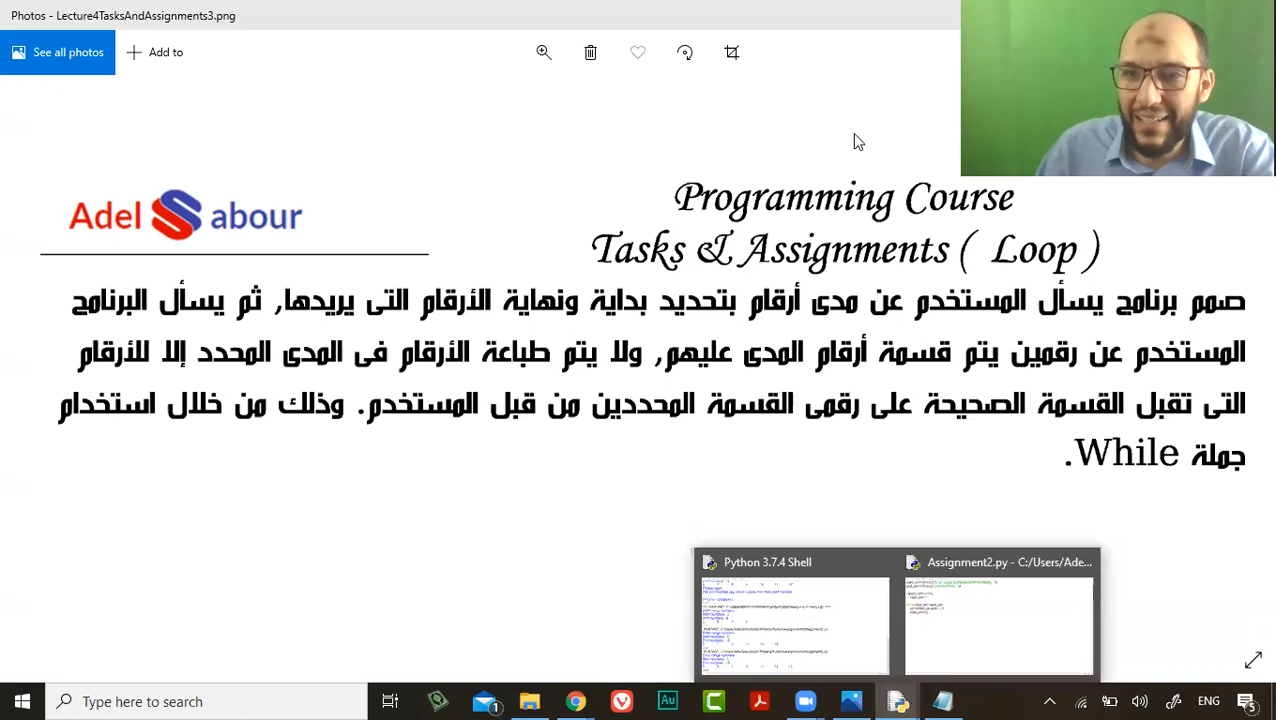 Photos - Lecture4TasksAndAssignments3.png
See all photos
Add to
Adel Sabour
Programming Course
Tasks & Assignments ( Loop )
صمم برنامج يسأل المستخدم عن مدى أرقام بتحديد بداية ونهاية الأرقام التى يريدها, ثم يسأل البرنامج
المستخدم عن رقمين يتم قسمة أرقام المدى عليهم, ولا يتم طباعة الأرقام فى المدى المحدد إلا للأرقام
التى تقبل القسمة الصحيحة على رقمى القسمة المحددين من قبل المستخدم. وذلك من خلال استخدام
جملة While.
Python 3.7.4 Shell
Assignment2.py - C:/Users/Ade...
Type here to search
1
Au
ENG
5